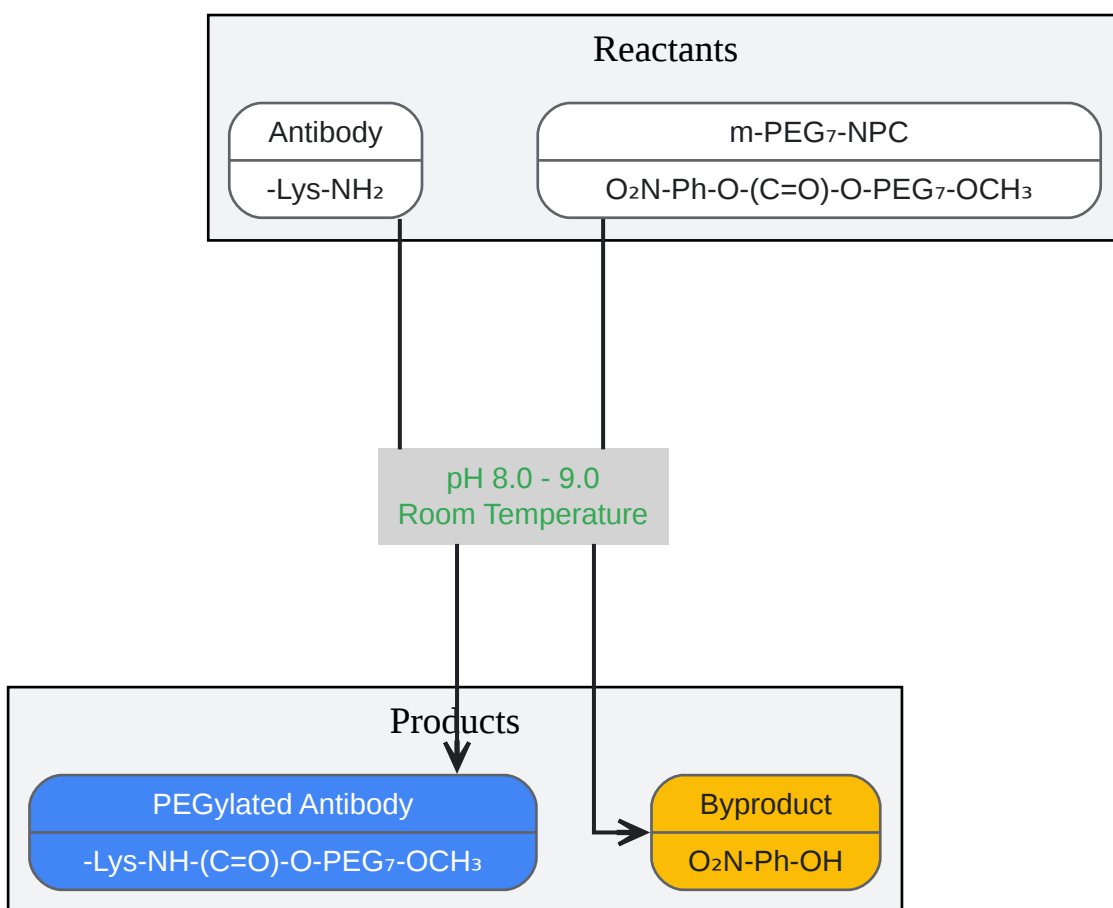 Reactants
Antibody
-Lys-NH₂
m-PEG₇-NPC
O₂N-Ph-O-(C=O)-O-PEG₇-OCH₃
pH 8.0 - 9.0
Room Temperature
Products
PEGylated Antibody
-Lys-NH-(C=O)-O-PEG₇-OCH₃
Byproduct
O₂N-Ph-OH